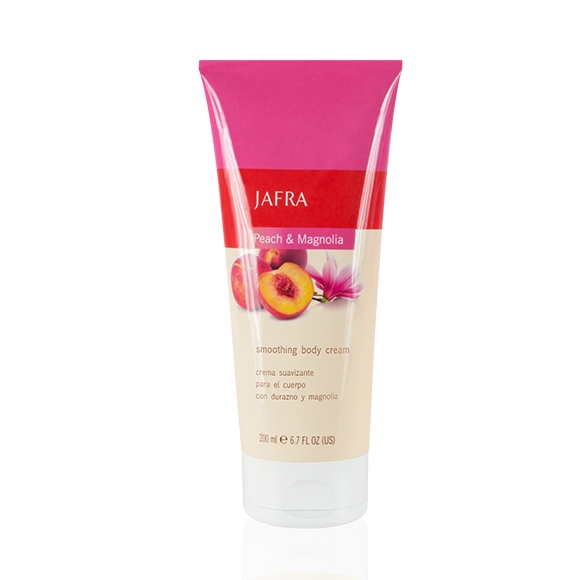 JAFRA
Peach & Magnolia
smoothing body cream
crema suavizante
para el cuerpo
con durazno y magnolia
200 ml ℮ 6.7 FL OZ (US)